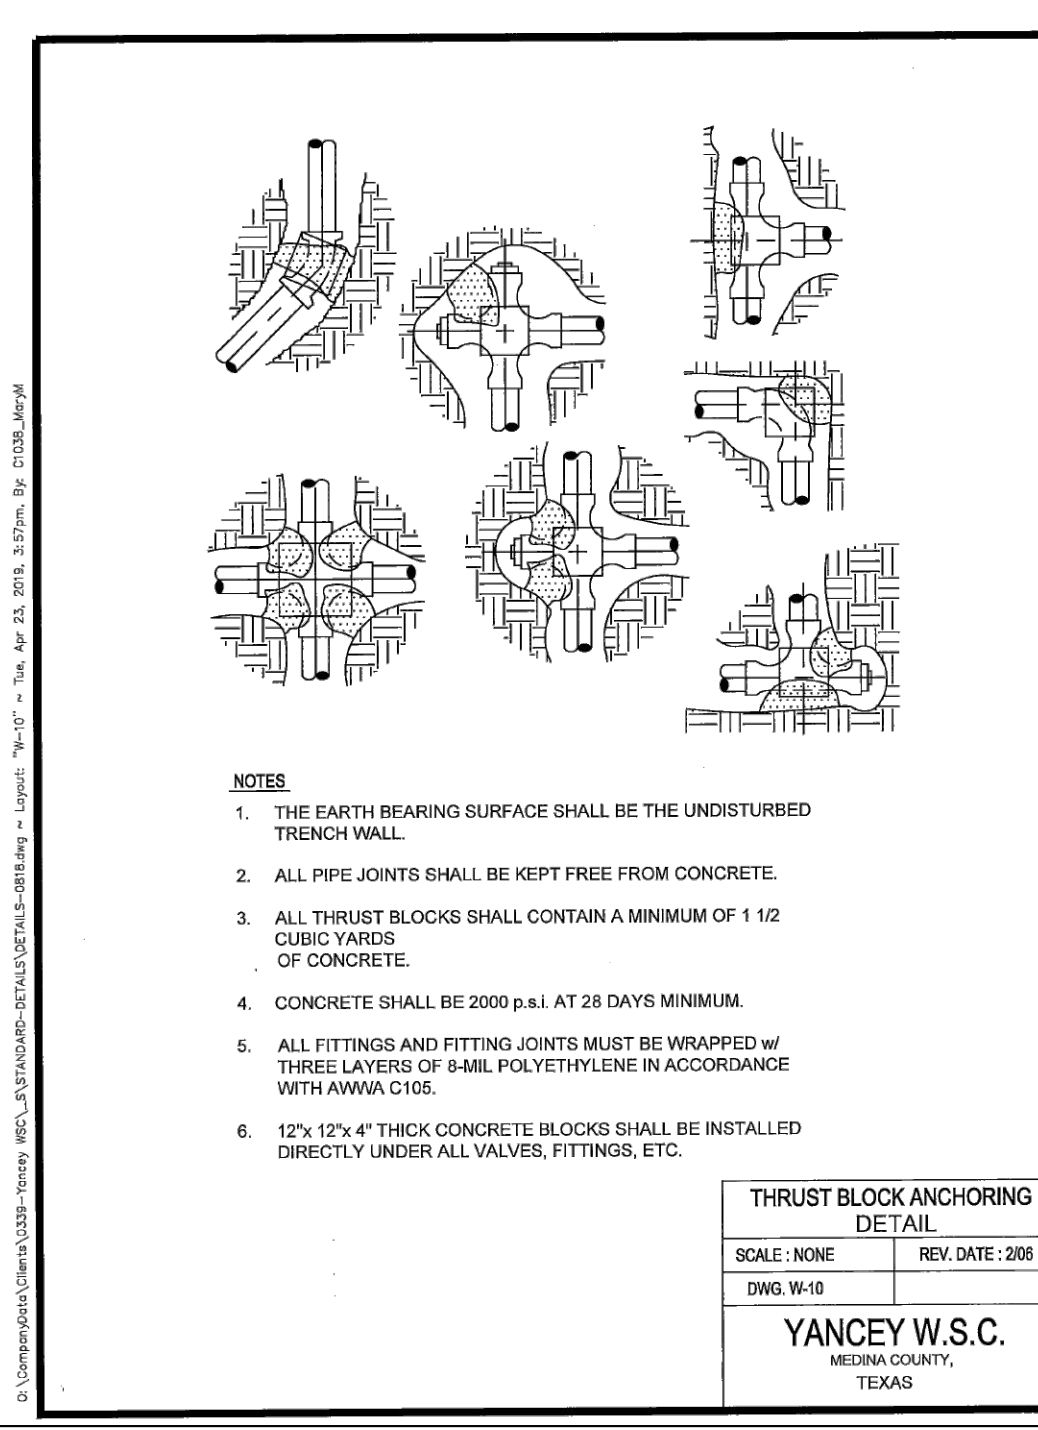 O:\CompanyData\Clients\0339-Yancey WSC\_S\STANDARD-DETAILS\DETAILS-0818.dwg ~ Layout: "W-10" ~ Tue, Apr 23, 2019, 3:57pm. By: C1038_MaryM
NOTES
1. THE EARTH BEARING SURFACE SHALL BE THE UNDISTURBED
TRENCH WALL.
2. ALL PIPE JOINTS SHALL BE KEPT FREE FROM CONCRETE.
3. ALL THRUST BLOCKS SHALL CONTAIN A MINIMUM OF 1 1/2
CUBIC YARDS
OF CONCRETE.
4. CONCRETE SHALL BE 2000 p.s.i. AT 28 DAYS MINIMUM.
5. ALL FITTINGS AND FITTING JOINTS MUST BE WRAPPED w/
THREE LAYERS OF 8-MIL POLYETHYLENE IN ACCORDANCE
WITH AWWA C105.
6. 12"x 12"x 4" THICK CONCRETE BLOCKS SHALL BE INSTALLED
DIRECTLY UNDER ALL VALVES, FITTINGS, ETC.
THRUST BLOCK ANCHORING
DETAIL
SCALE : NONE
REV. DATE : 2/06
DWG. W-10
YANCEY W.S.C.
MEDINA COUNTY,
TEXAS